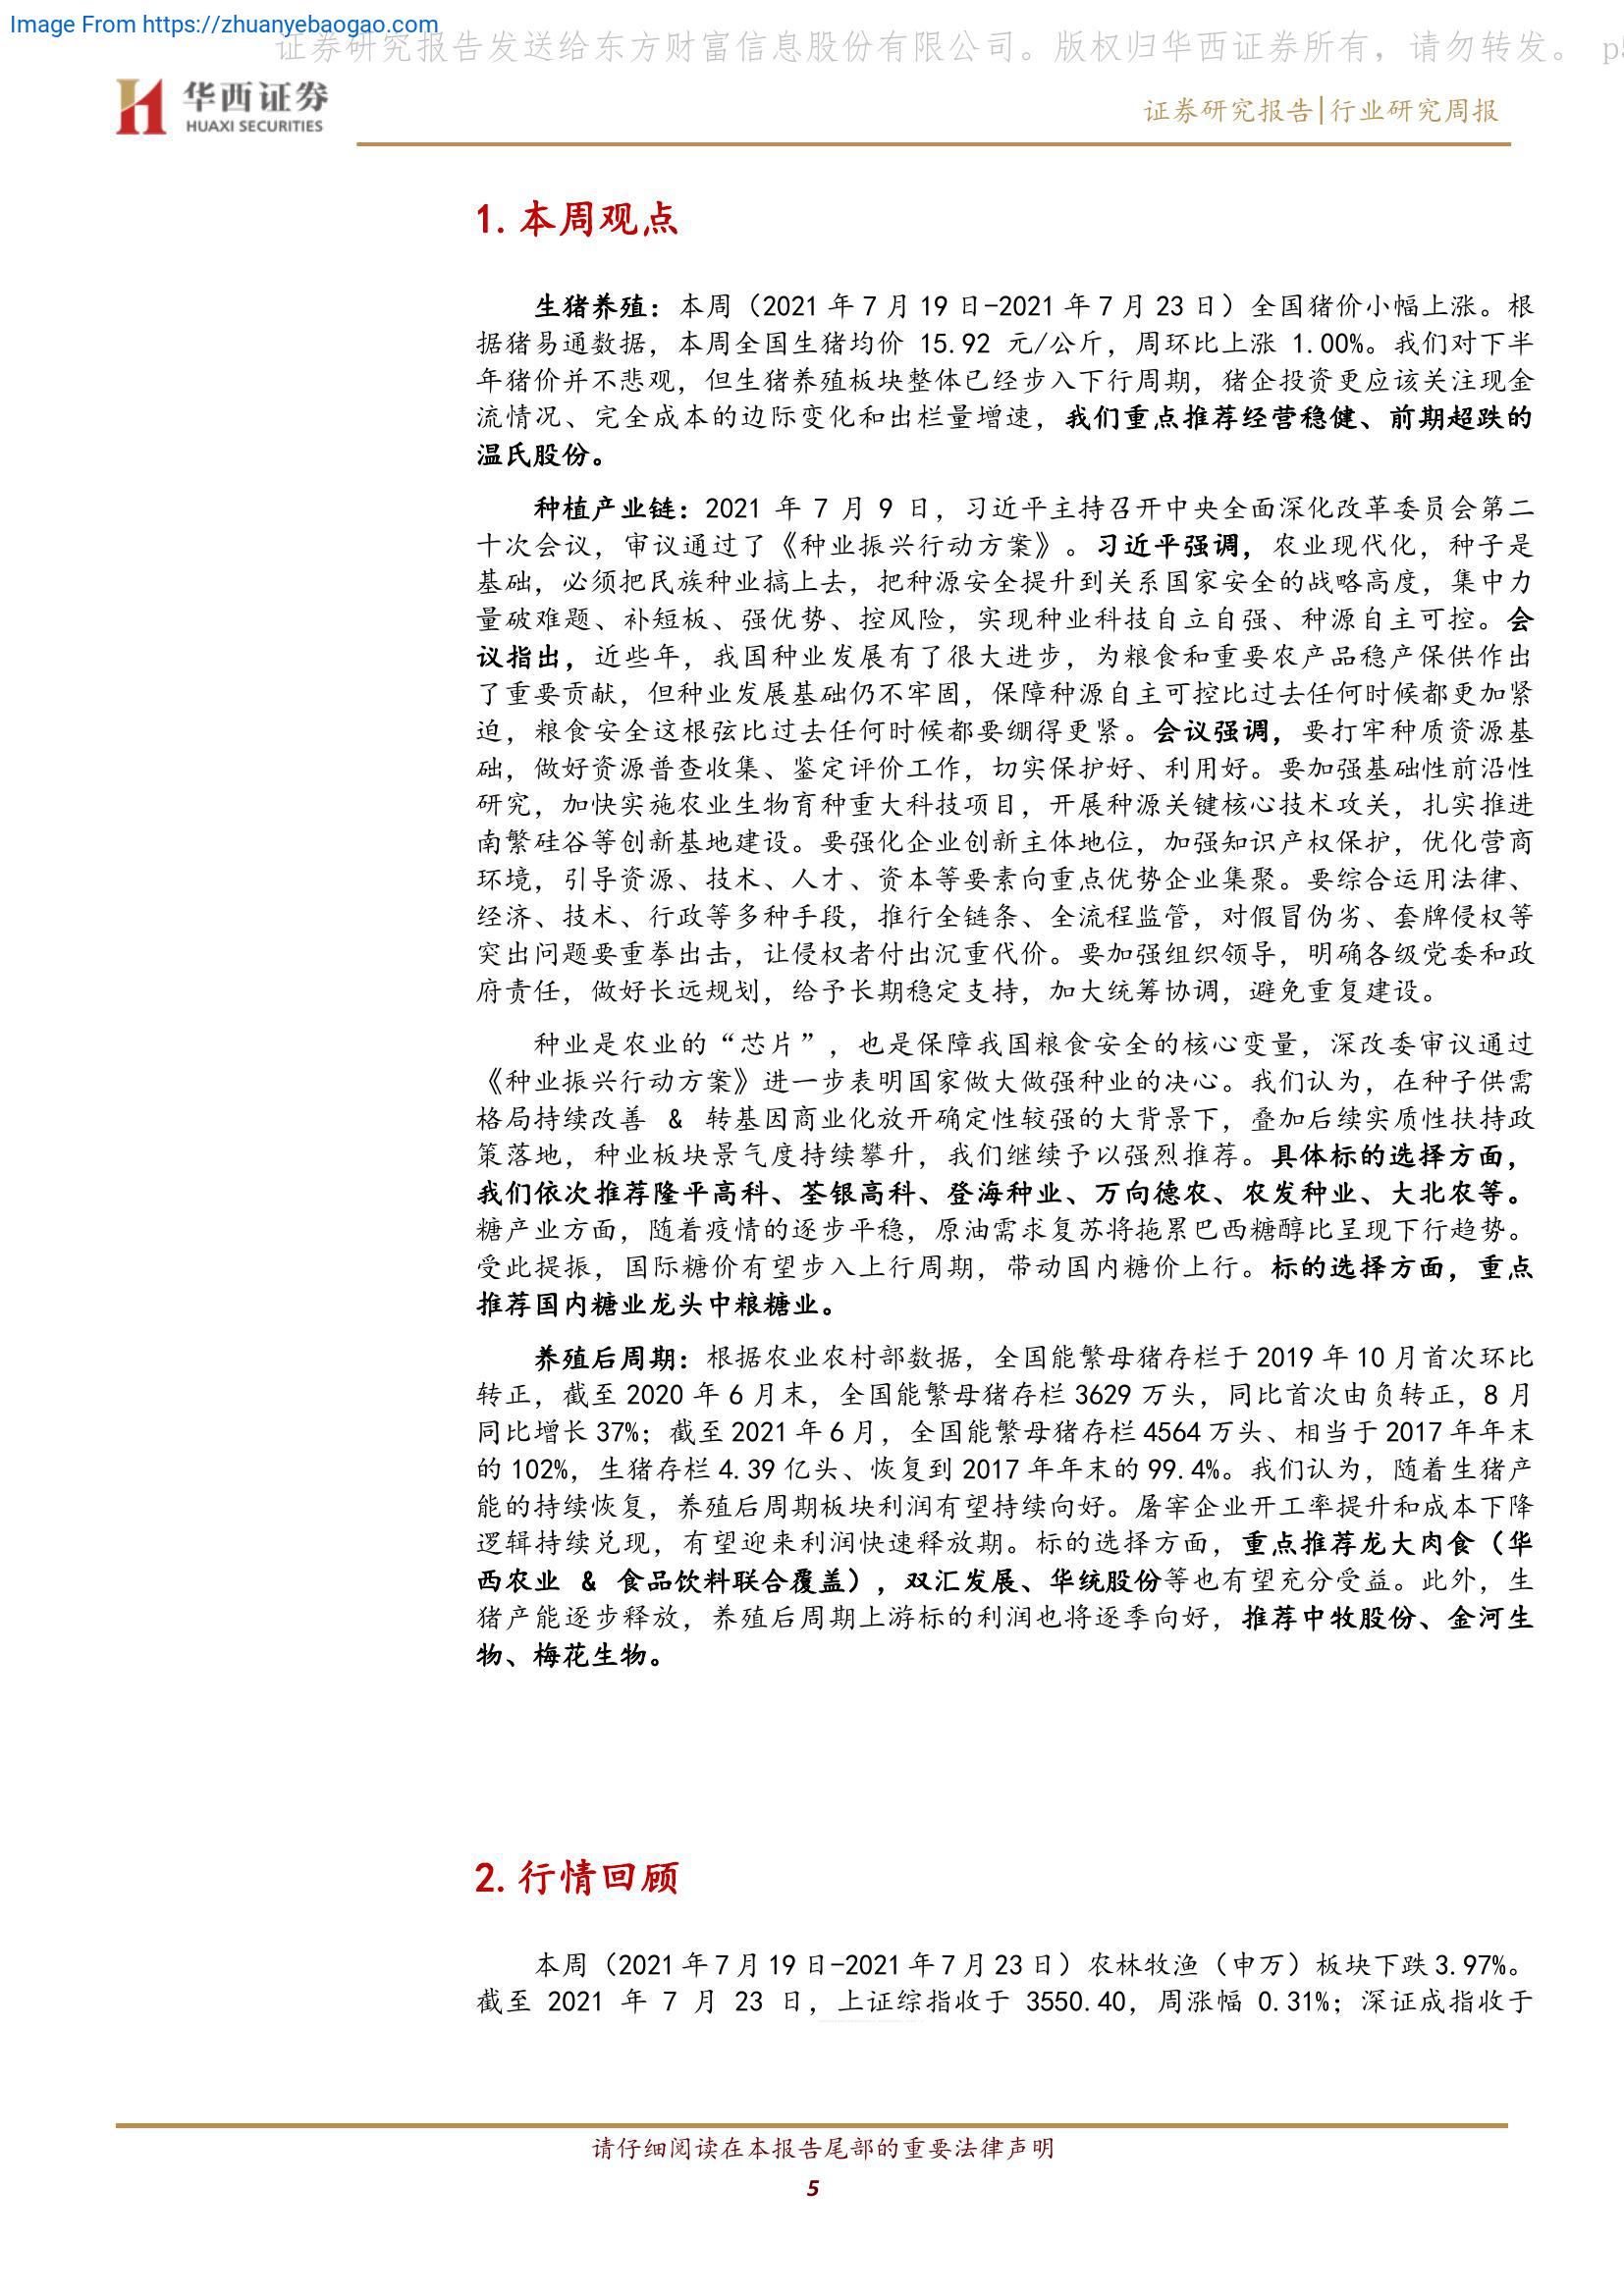 Image From https://zhuanyebaogao.com
证券研究报告发送给东方财富信息股份有限公司。版权归华西证券所有，请勿转发。 p
华西证券
HUAXI SECURITIES
证券研究报告|行业研究周报
1. 本周观点
生猪养殖：本周（2021 年 7 月 19 日-2021 年 7 月 23 日）全国猪价小幅上涨。根
据猪易通数据，本周全国生猪均价 15.92 元/公斤，周环比上涨 1.00%。我们对下半
年猪价并不悲观，但生猪养殖板块整体已经步入下行周期，猪企投资更应该关注现金
流情况、完全成本的边际变化和出栏量增速，我们重点推荐经营稳健、前期超跌的
温氏股份。
种植产业链：2021 年 7 月 9 日，习近平主持召开中央全面深化改革委员会第二
十次会议，审议通过了《种业振兴行动方案》。习近平强调，农业现代化，种子是
基础，必须把民族种业搞上去，把种源安全提升到关系国家安全的战略高度，集中力
量破难题、补短板、强优势、控风险，实现种业科技自立自强、种源自主可控。会
议指出，近些年，我国种业发展有了很大进步，为粮食和重要农产品稳产保供作出
了重要贡献，但种业发展基础仍不牢固，保障种源自主可控比过去任何时候都更加紧
迫，粮食安全这根弦比过去任何时候都要绷得更紧。会议强调，要打牢种质资源基
础，做好资源普查收集、鉴定评价工作，切实保护好、利用好。要加强基础性前沿性
研究，加快实施农业生物育种重大科技项目，开展种源关键核心技术攻关，扎实推进
南繁硅谷等创新基地建设。要强化企业创新主体地位，加强知识产权保护，优化营商
环境，引导资源、技术、人才、资本等要素向重点优势企业集聚。要综合运用法律、
经济、技术、行政等多种手段，推行全链条、全流程监管，对假冒伪劣、套牌侵权等
突出问题要重拳出击，让侵权者付出沉重代价。要加强组织领导，明确各级党委和政
府责任，做好长远规划，给予长期稳定支持，加大统筹协调，避免重复建设。
种业是农业的“芯片”，也是保障我国粮食安全的核心变量，深改委审议通过
《种业振兴行动方案》进一步表明国家做大做强种业的决心。我们认为，在种子供需
格局持续改善 & 转基因商业化放开确定性较强的大背景下，叠加后续实质性扶持政
策落地，种业板块景气度持续攀升，我们继续予以强烈推荐。具体标的选择方面，
我们依次推荐隆平高科、荃银高科、登海种业、万向德农、农发种业、大北农等。
糖产业方面，随着疫情的逐步平稳，原油需求复苏将拖累巴西糖醇比呈现下行趋势。
受此提振，国际糖价有望步入上行周期，带动国内糖价上行。标的选择方面，重点
推荐国内糖业龙头中粮糖业。
养殖后周期：根据农业农村部数据，全国能繁母猪存栏于 2019 年 10 月首次环比
转正，截至 2020 年 6 月末，全国能繁母猪存栏 3629 万头，同比首次由负转正，8 月
同比增长 37%；截至 2021 年 6 月，全国能繁母猪存栏 4564 万头、相当于 2017 年年末
的 102%，生猪存栏 4.39 亿头、恢复到 2017 年年末的 99.4%。我们认为，随着生猪产
能的持续恢复，养殖后周期板块利润有望持续向好。屠宰企业开工率提升和成本下降
逻辑持续兑现，有望迎来利润快速释放期。标的选择方面，重点推荐龙大肉食（华
西农业 & 食品饮料联合覆盖），双汇发展、华统股份等也有望充分受益。此外，生
猪产能逐步释放，养殖后周期上游标的利润也将逐季向好，推荐中牧股份、金河生
物、梅花生物。
2. 行情回顾
本周（2021 年 7 月 19 日-2021 年 7 月 23 日）农林牧渔（申万）板块下跌 3.97%。
截至 2021 年 7 月 23 日，上证综指收于 3550.40，周涨幅 0.31%；深证成指收于
请仔细阅读在本报告尾部的重要法律声明
5